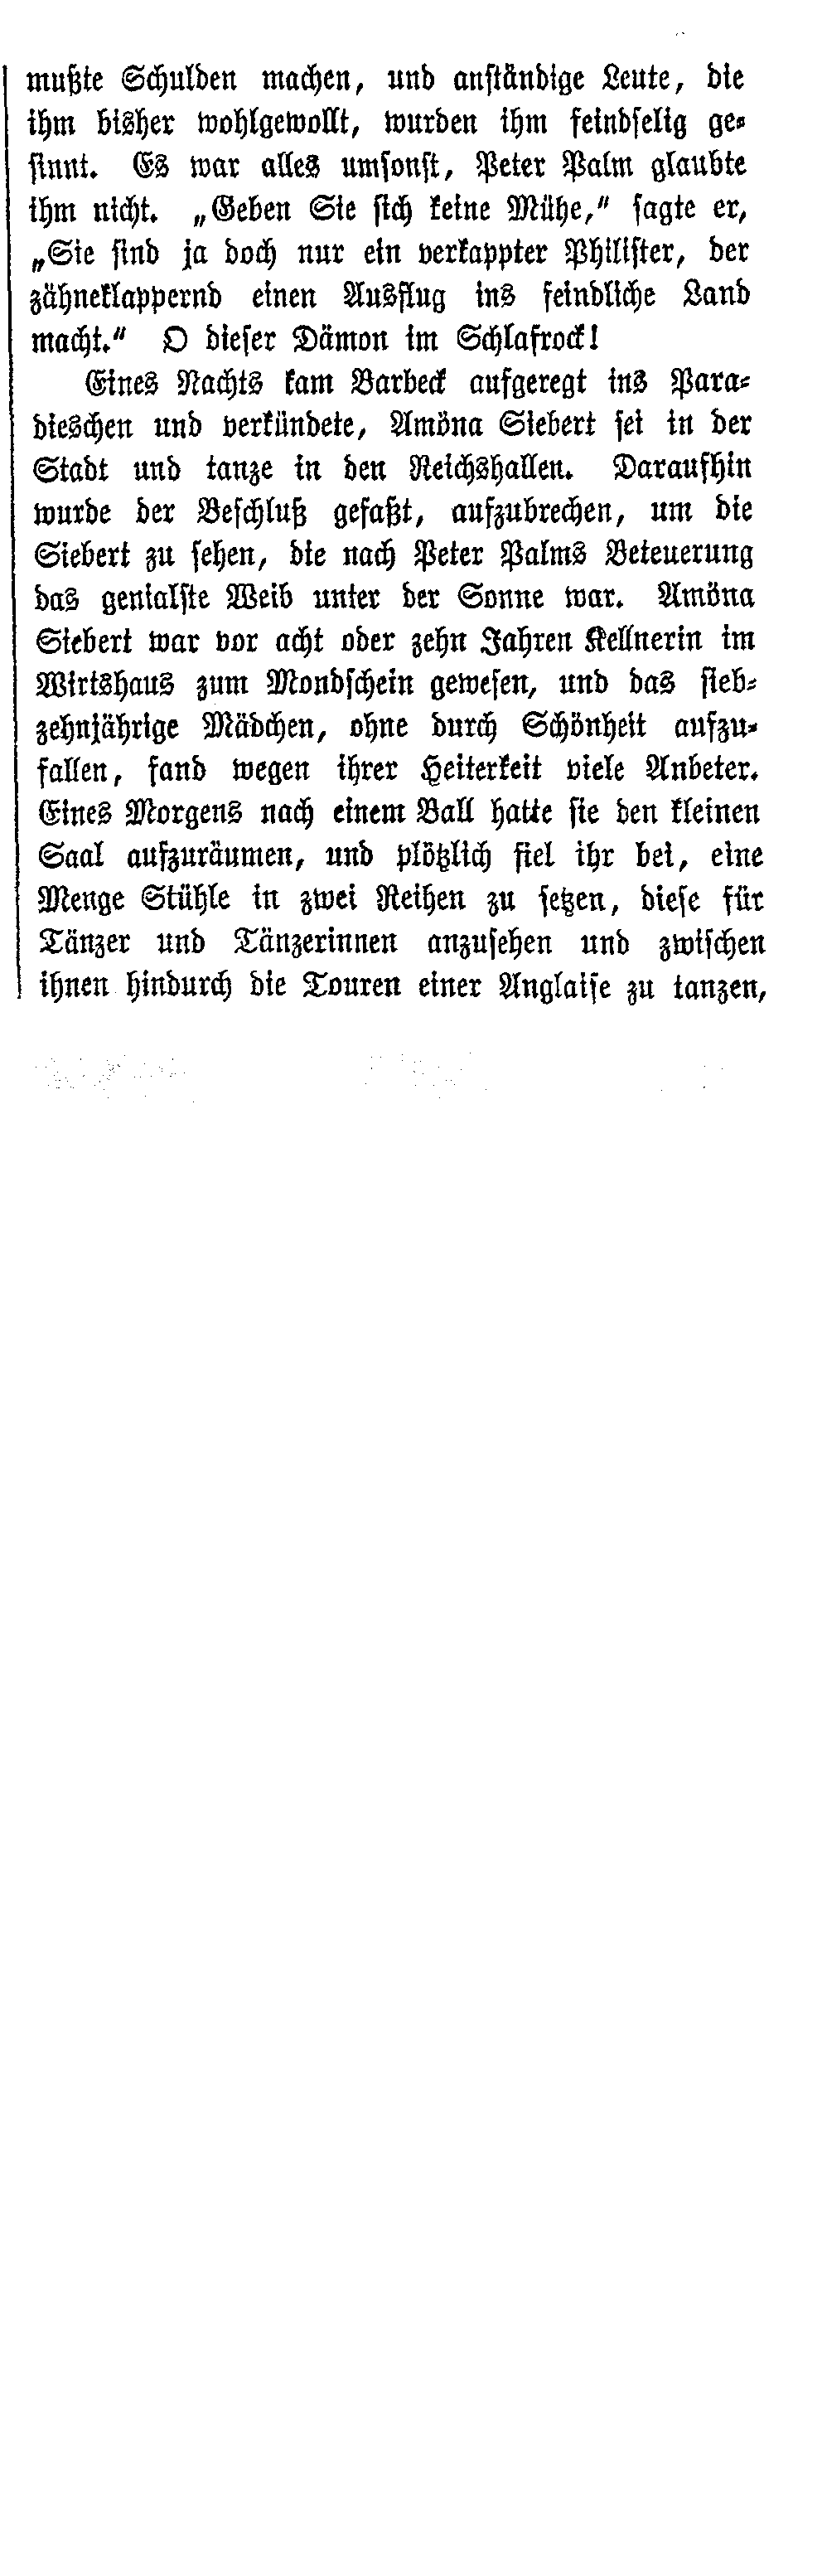 mußte Schulden machen, und anſtändige Leute, die
ihm bisher wohlgewollt, wurden ihm feindſelig ge-
ſinnt. Es war alles umſonſt, Peter Palm glaubte
ihm nicht. „Geben Sie ſich keine Mühe,“ ſagte er,
„Sie ſind ja doch nur ein verkappter Philiſter, der
zähneklappernd einen Ausflug ins feindliche Land
macht.“ O dieſer Dämon im Schlafrock!
Eines Nachts kam Barbeck aufgeregt ins Para-
dieschen und verkündete, Amöna Siebert ſei in der
Stadt und tanze in den Reichshallen. Daraufhin
wurde der Beſchluß gefaßt, aufzubrechen, um die
Siebert zu ſehen, die nach Peter Palms Beteuerung
das genialſte Weib unter der Sonne war. Amöna
Siebert war vor acht oder zehn Jahren Kellnerin im
Wirtshaus zum Mondſchein geweſen, und das ſieb-
zehnjährige Mädchen, ohne durch Schönheit aufzu-
fallen, fand wegen ihrer Heiterkeit viele Anbeter.
Eines Morgens nach einem Ball hatte ſie den kleinen
Saal aufzuräumen, und plötzlich fiel ihr bei, eine
Menge Stühle in zwei Reihen zu ſetzen, dieſe für
Tänzer und Tänzerinnen anzuſehen und zwiſchen
ihnen hindurch die Touren einer Anglaiſe zu tanzen,